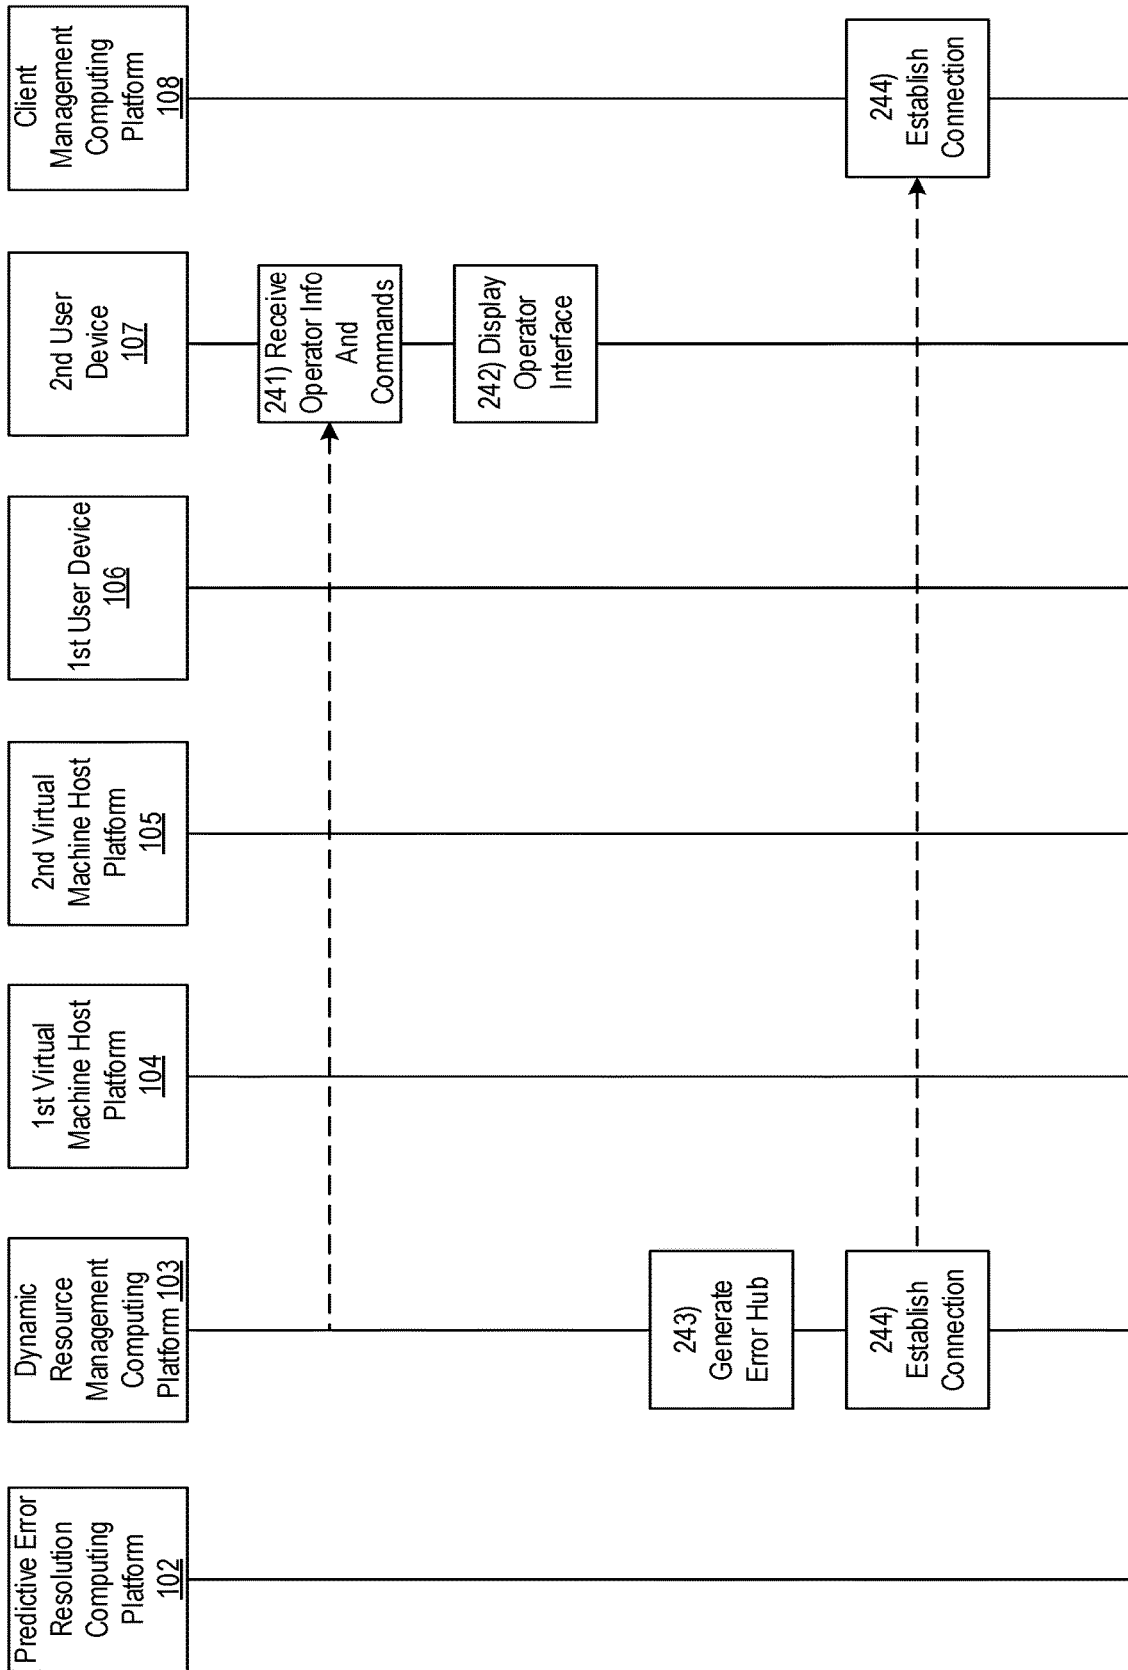 Predictive Error
Resolution
Computing
Platform
102
Dynamic
Resource
Management
Computing
Platform 103
1st Virtual
Machine Host
Platform
104
2nd Virtual
Machine Host
Platform
105
1st User Device
106
2nd User
Device
107
Client
Management
Computing
Platform
108
241) Receive
Operator Info
And
Commands
242) Display
Operator
Interface
243)
Generate
Error Hub
244)
Establish
Connection
244)
Establish
Connection